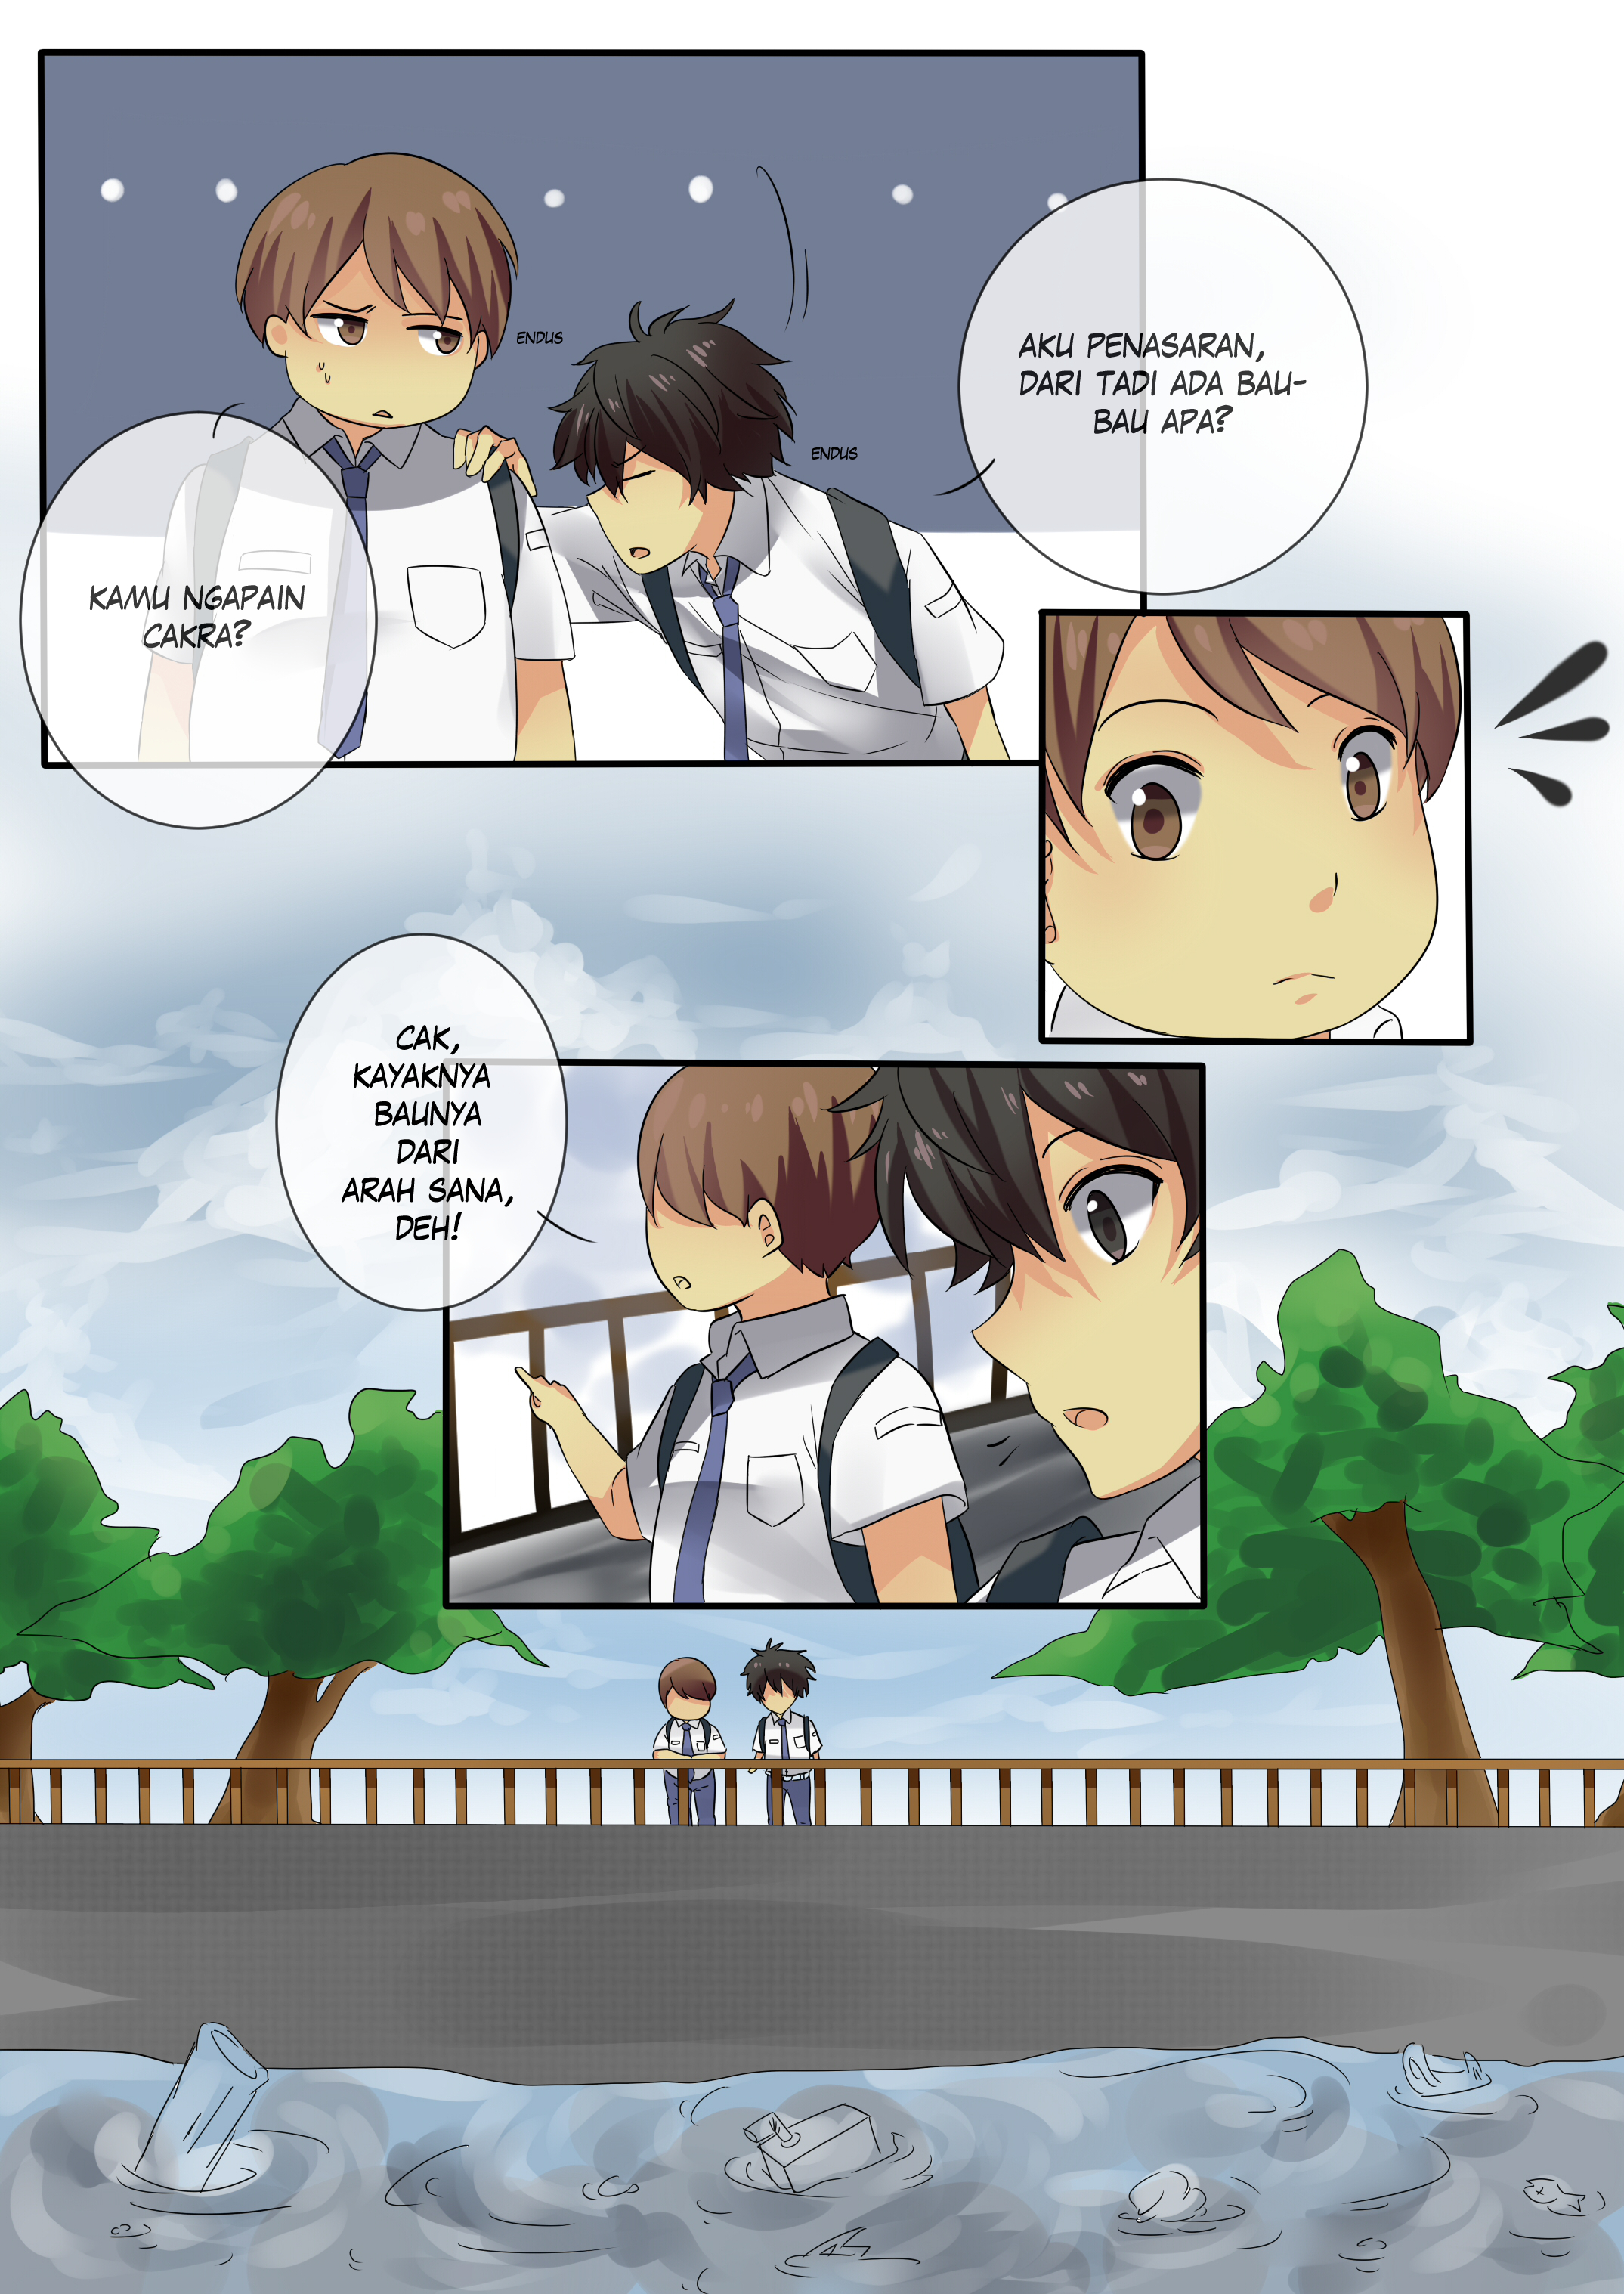 ENDUS
AKU PENASARAN,
DARI TADI ADA BAU-
BAU APA?
ENDUS
KAMU NGAPAIN
CAKRA?
CAK,
KAYAKNYA
BAUNYA
DARI
ARAH SANA,
DEH!